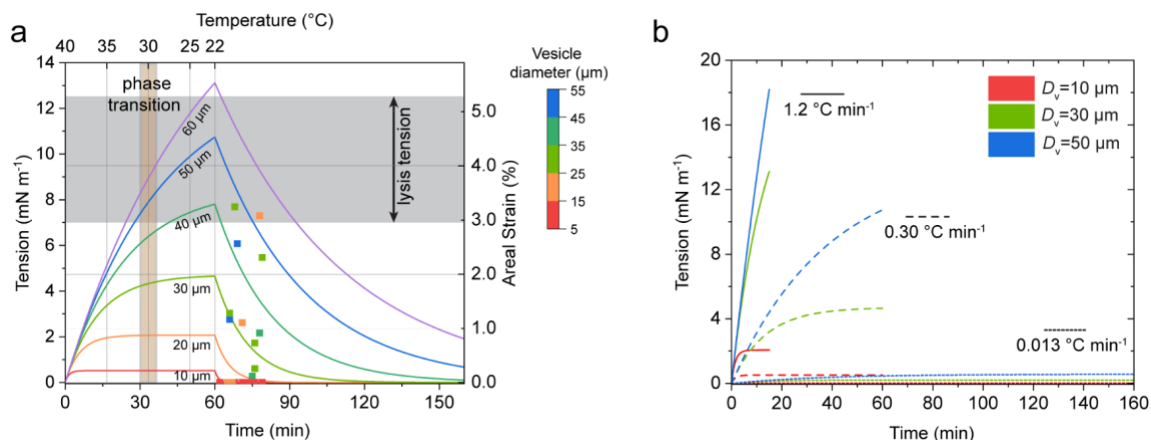 a
Temperature (°C)
40 35 30 25 22
Tension (mN m⁻¹)
14
12
10
8
6
4
2
0
phase
transition
60 µm
50 µm
40 µm
30 µm
20 µm
10 µm
lysis tension
5.0
4.0
3.0
2.0
1.0
0.0
Areal Strain (%)
0 30 60 90 120 150
Time (min)
Vesicle
diameter (µm)
55
45
35
25
15
5
b
Tension (mN m⁻¹)
20
16
12
8
4
0
1.2 °C min⁻¹
0.30 °C min⁻¹
0.013 °C min⁻¹
Dᵥ=10 µm
Dᵥ=30 µm
Dᵥ=50 µm
0 20 40 60 80 100 120 140 160
Time (min)